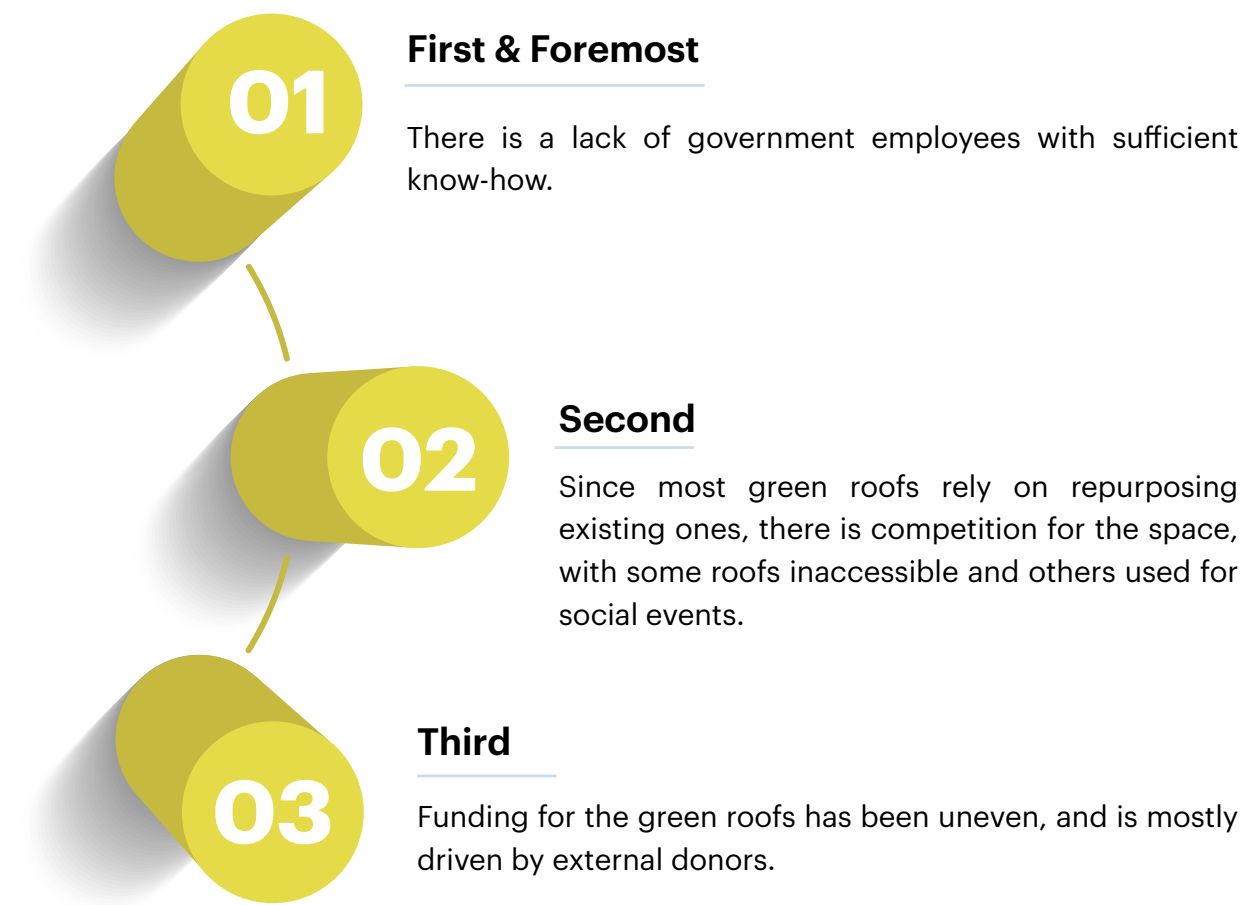 01
First & Foremost
There is a lack of government employees with sufficient
know-how.
02
Second
Since most green roofs rely on repurposing
existing ones, there is competition for the space,
with some roofs inaccessible and others used for
social events.
03
Third
Funding for the green roofs has been uneven, and is mostly
driven by external donors.